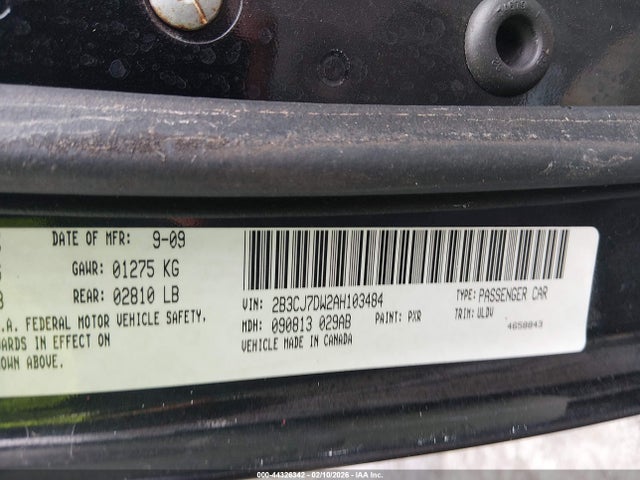 DATE OF MFR: 9-09
GAWR: 01275 KG
REAR: 02810 LB
.A. FEDERAL MOTOR VEHICLE SAFETY.
ARDS IN EFFECT ON
OWN ABOVE.
VIN: 2B3CJ7DW2AH103484 TYPE: PASSENGER CAR
MDH: 090813 029AB PAINT: PXR TRIM: ULDV
VEHICLE MADE IN CANADA 4658043
000-44326342 - 02/10/2026 - IAA Inc.